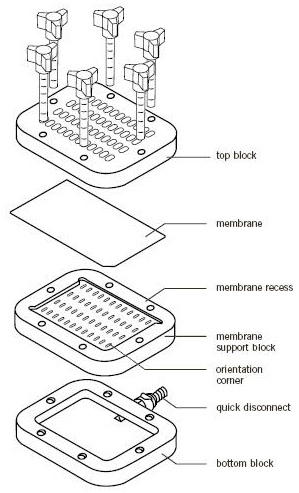 top block
membrane
membrane recess
membrane
support block
orientation
corner
quick disconnect
bottom block